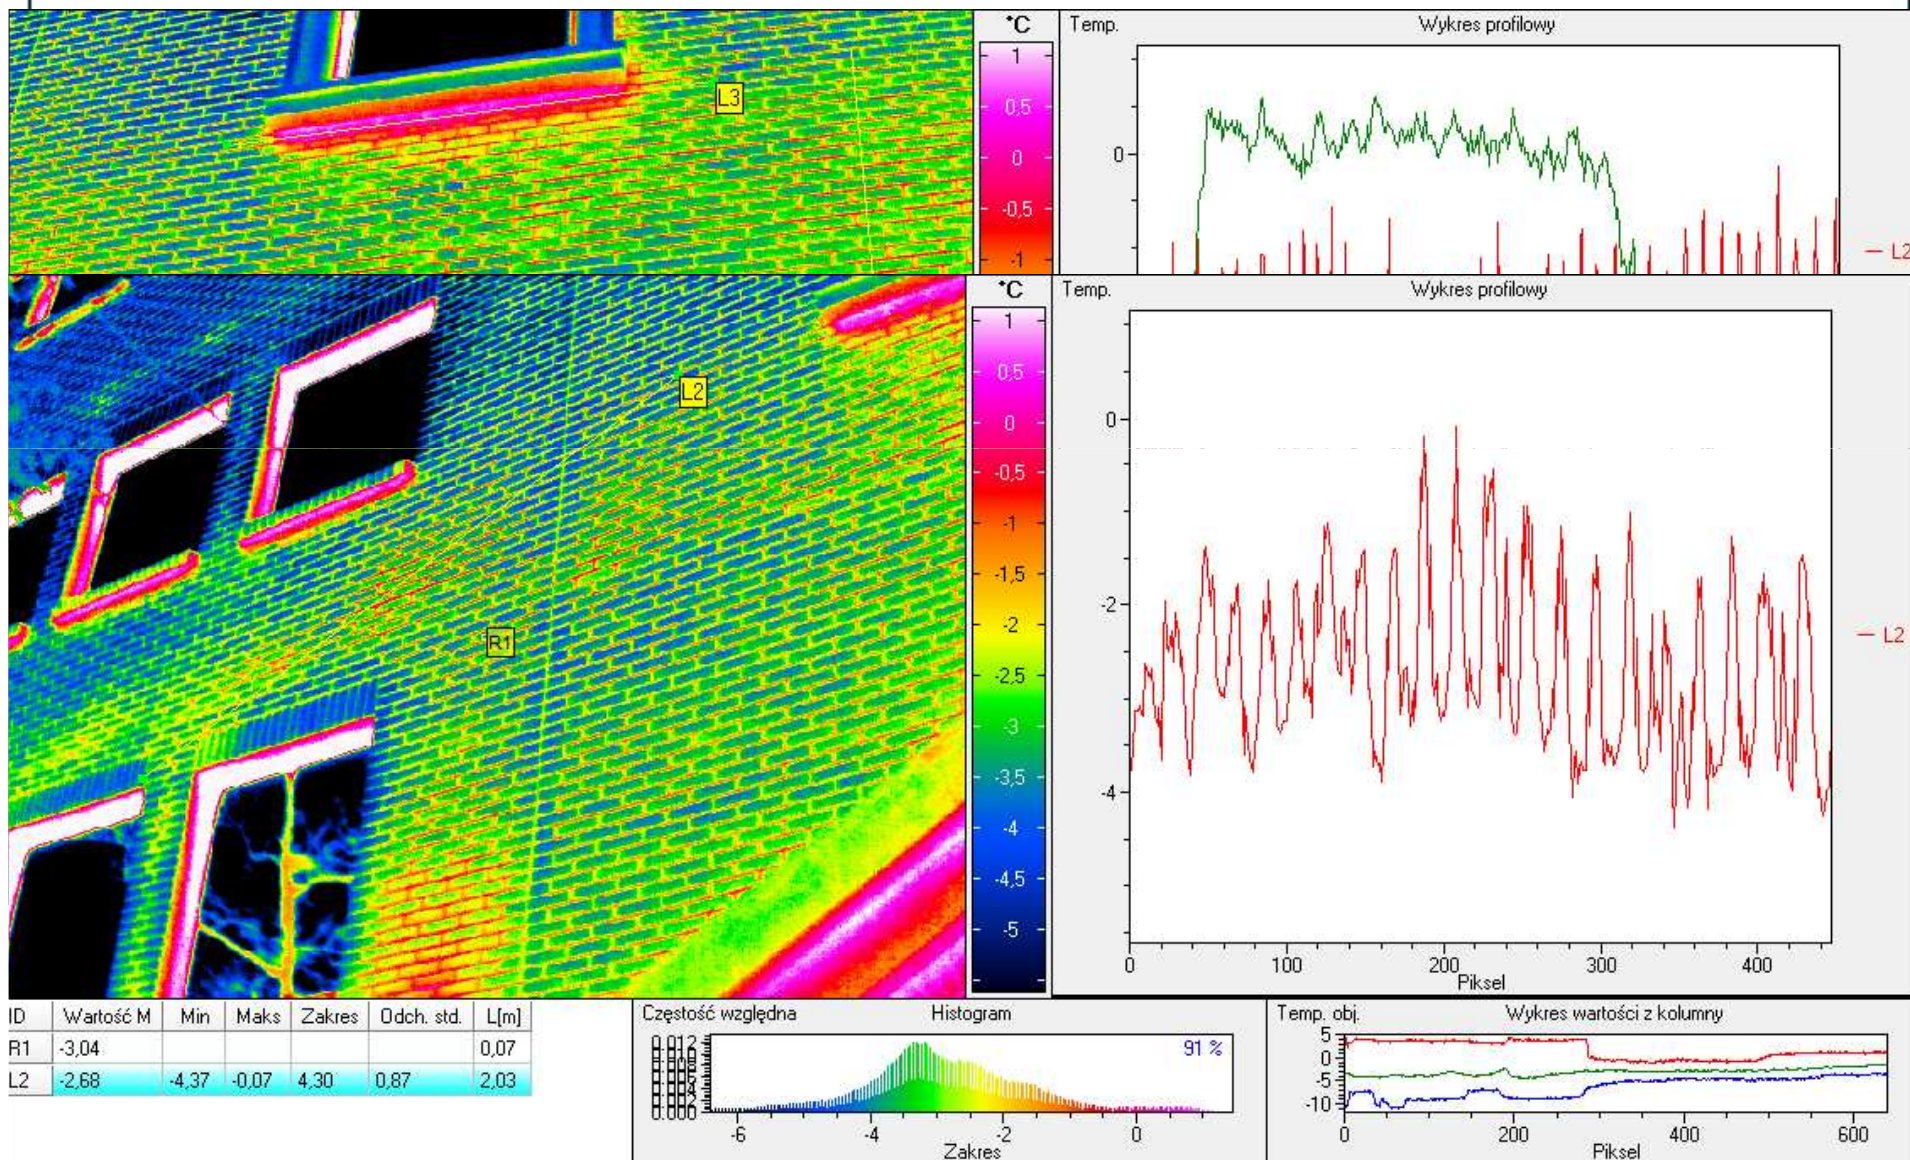 °C
1
0,5
0
-0,5
-1
L3
Temp.
Wykres profilowy
0
L2
°C
1
0,5
0
-0,5
-1
-1,5
-2
-2,5
-3
-3,5
-4
-4,5
-5
L2
R1
Temp.
Wykres profilowy
0
-2
-4
0 100 200 300 400
Piksel
L2
ID Wartość M Min Maks Zakres Odch. std. L[m]
R1 -3,04 0,07
L2 -2,68 -4,37 -0,07 4,30 0,87 2,03
Częstość względna
Histogram
91 %
0.012
0.000
-6 -4 -2 0
Zakres
Temp. obj.
Wykres wartości z kolumny
5
0
-5
-10
0 200 400 600
Piksel